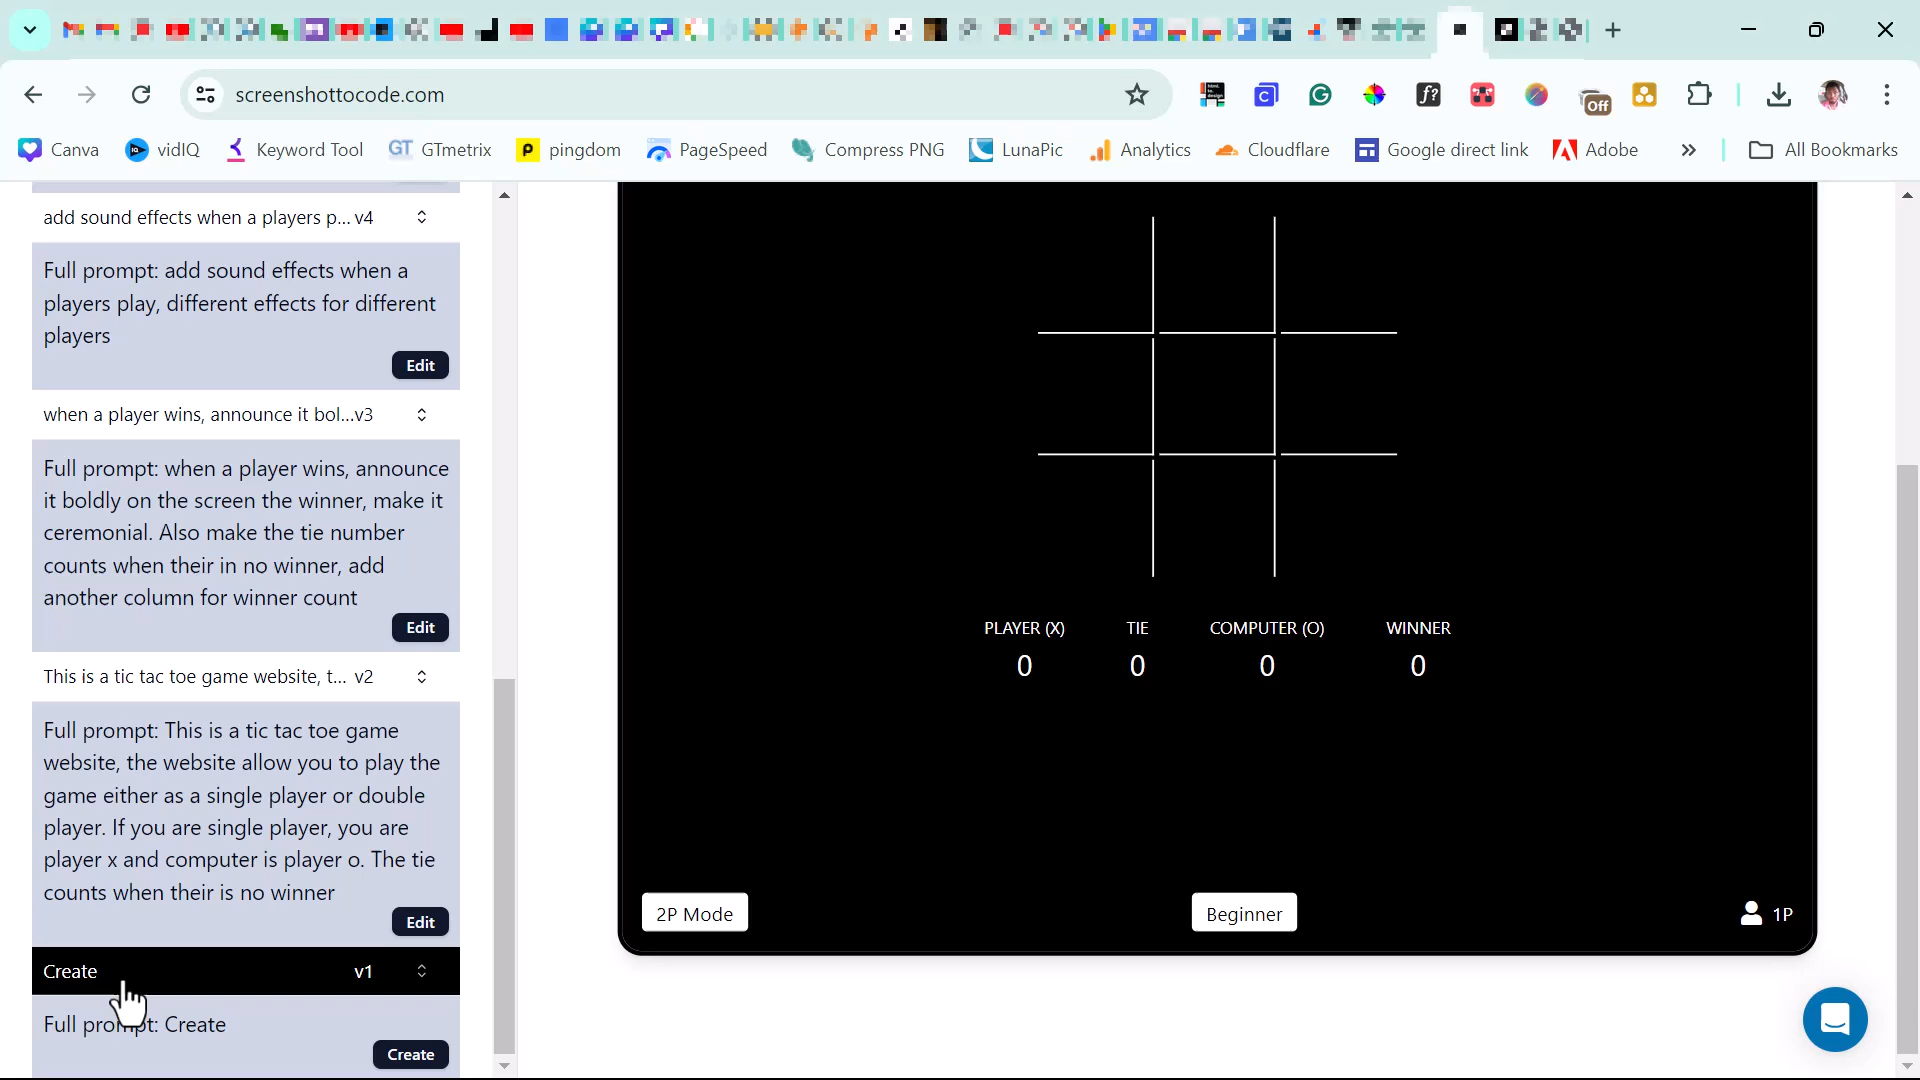 screenshottocode.com
Off
Canva
vidIQ
Keyword Tool
GT GTmetrix
pingdom
PageSpeed
Compress PNG
LunaPic
Analytics
Cloudflare
Google direct link
Adobe
All Bookmarks
add sound effects when a players p... v4
Full prompt: add sound effects when a
players play, different effects for different
players
Edit
when a player wins, announce it bol...v3
Full prompt: when a player wins, announce
it boldly on the screen the winner, make it
ceremonial. Also make the tie number
counts when their in no winner, add
another column for winner count
Edit
This is a tic tac toe game website, t... v2
Full prompt: This is a tic tac toe game
website, the website allow you to play the
game either as a single player or double
player. If you are single player, you are
player x and computer is player o. The tie
counts when their is no winner
Edit
Create v1
Full prompt: Create
Create
PLAYER (X) TIE COMPUTER (O) WINNER
0 0 0 0
2P Mode
Beginner
1P